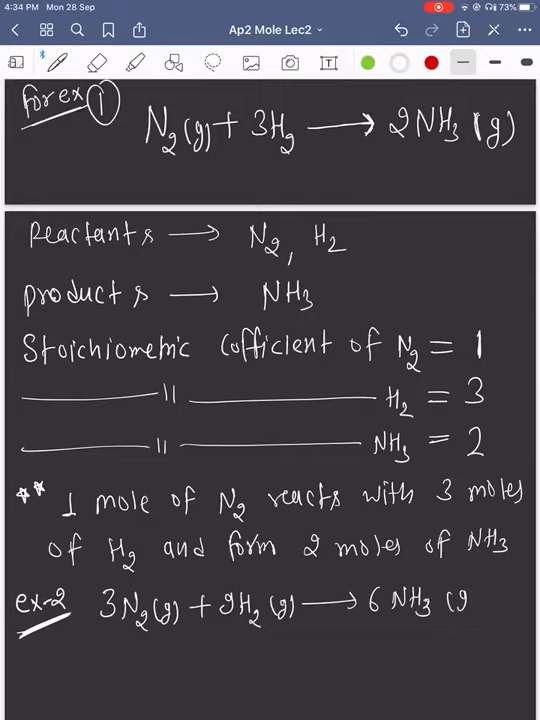 4:34 PM Mon 28 Sep 73%
Ap2 Mole Lec2
T
for ex ① N₂(g) + 3H₂ ⟶ 2NH₃ (g)
Reactants ⟶ N₂, H₂
products ⟶ NH₃
Stoichiometric cofficient of N₂ = 1
——— 〃 ——— H₂ = 3
——— 〃 ——— NH₃ = 2
** 1 mole of N₂ reacts with 3 moles
of H₂ and form 2 moles of NH₃
ex-2 3N₂(g) + 9H₂(g) ⟶ 6 NH₃ (g